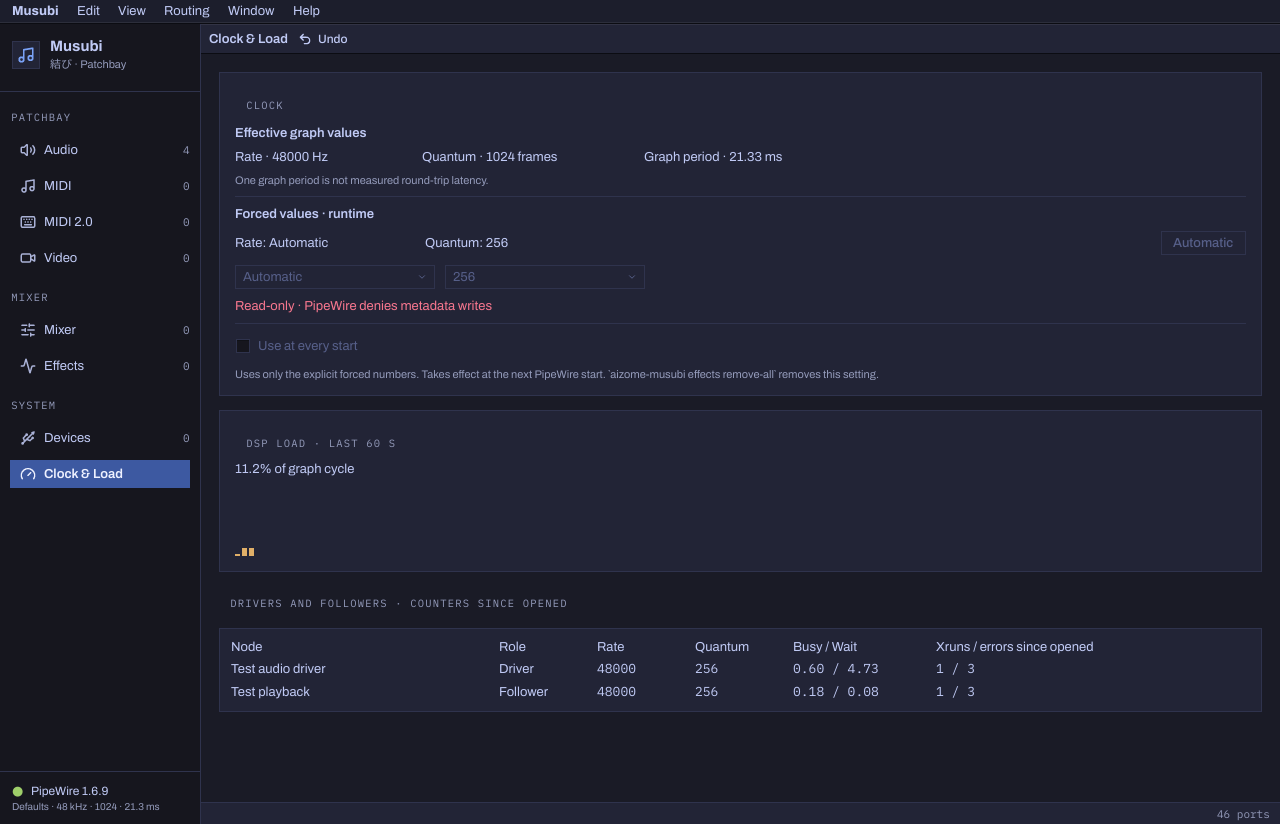 Musubi Edit View Routing Window Help
Musubi
結び · Patchbay
Clock & Load Undo
PATCHBAY
Audio 4
MIDI 0
MIDI 2.0 0
Video 0
MIXER
Mixer 0
Effects 0
SYSTEM
Devices 0
Clock & Load
PipeWire 1.6.9
Defaults · 48 kHz · 1024 · 21.3 ms
CLOCK
Effective graph values
Rate · 48000 Hz Quantum · 1024 frames Graph period · 21.33 ms
One graph period is not measured round-trip latency.
Forced values · runtime
Rate: Automatic Quantum: 256 Automatic
Automatic 256
Read-only · PipeWire denies metadata writes
Use at every start
Uses only the explicit forced numbers. Takes effect at the next PipeWire start. `aizome-musubi effects remove-all` removes this setting.
DSP LOAD · LAST 60 S
11.2% of graph cycle
DRIVERS AND FOLLOWERS · COUNTERS SINCE OPENED
Node Role Rate Quantum Busy / Wait Xruns / errors since opened
Test audio driver Driver 48000 256 0.60 / 4.73 1 / 3
Test playback Follower 48000 256 0.18 / 0.08 1 / 3
46 ports